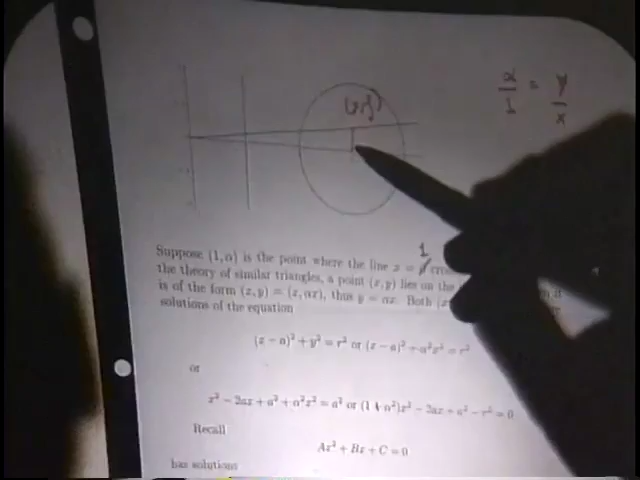 α/1 = y/x
(x,y)
1
Suppose (1, α) is the point where the line x =
the theory of similar triangles, a point (x, y) lies on the
is of the form (x, y) = (x, αx), thus y = αx. Both
solutions of the equation
(x − a)² + y² = r² or (x − a)² + α²x² = r²
or
x² − 2ax + a² + α²x² = a² or (1 + α²)x² − 2ax + a² − r² = 0
Recall
Ax² + Bx + C = 0
has solutions